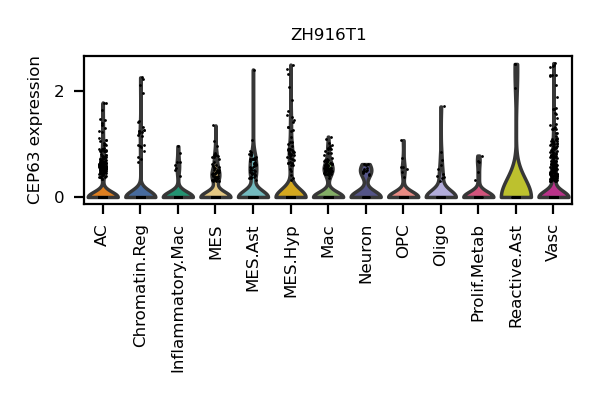 ZH916T1
CEP63 expression
2
0
AC
Chromatin.Reg
Inflammatory.Mac
MES
MES.Ast
MES.Hyp
Mac
Neuron
OPC
Oligo
Prolif.Metab
Reactive.Ast
Vasc